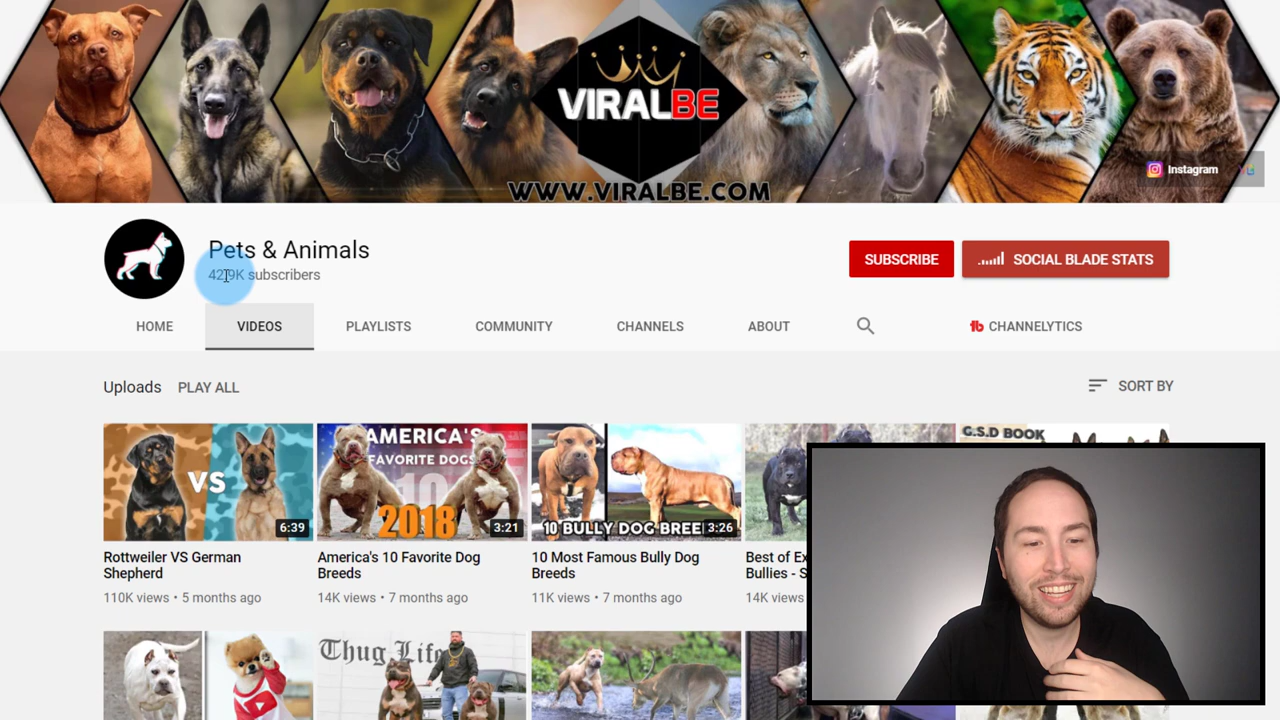 VIRALBE
WWW.VIRALBE.COM
Instagram
Pets & Animals
42.9K subscribers
SUBSCRIBE
SOCIAL BLADE STATS
HOME
VIDEOS
PLAYLISTS
COMMUNITY
CHANNELS
ABOUT
CHANNELYTICS
Uploads
PLAY ALL
SORT BY
VS
6:39
AMERICA'S
FAVORITE DOGS
10
2018
3:21
10 BULLY DOG BREE
3:26
G.S.D BOOK
Rottweiler VS German
Shepherd
110K views • 5 months ago
America's 10 Favorite Dog
Breeds
14K views • 7 months ago
10 Most Famous Bully Dog
Breeds
11K views • 7 months ago
Best of Ex
Bullies - S
14K views
Thug Life